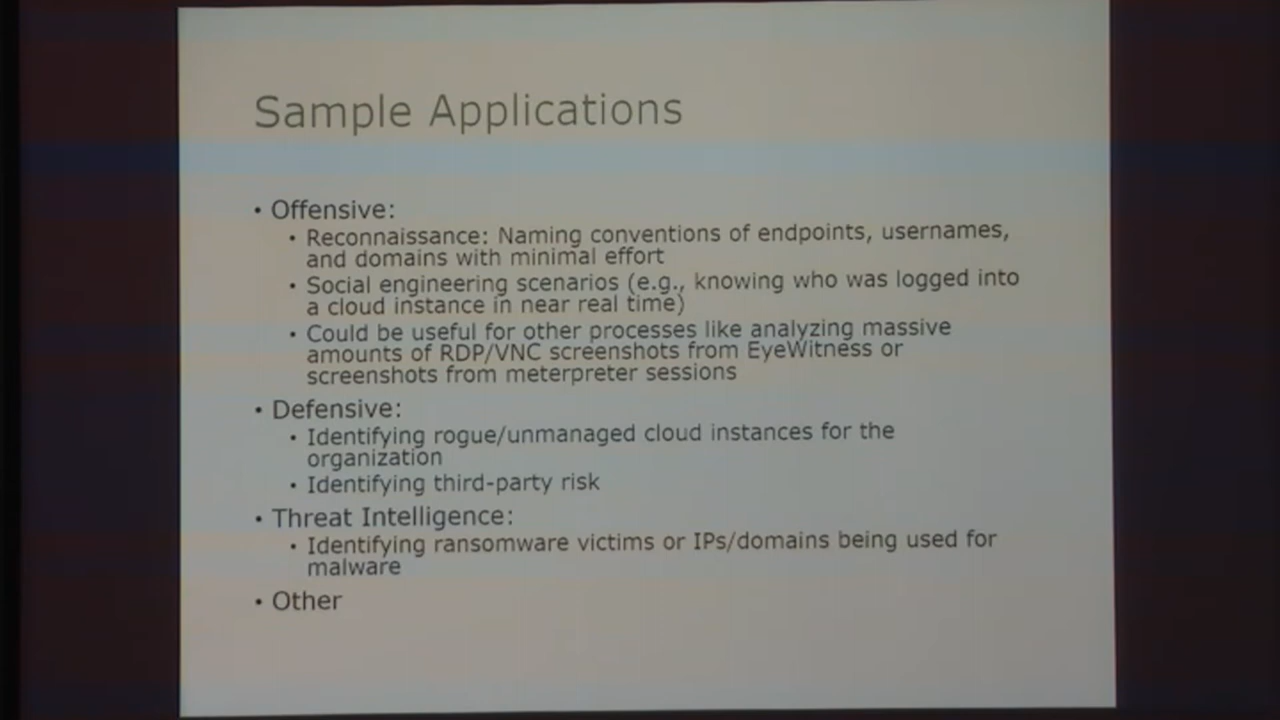 Sample Applications
• Offensive:
• Reconnaissance: Naming conventions of endpoints, usernames,
and domains with minimal effort
• Social engineering scenarios (e.g., knowing who was logged into
a cloud instance in near real time)
• Could be useful for other processes like analyzing massive
amounts of RDP/VNC screenshots from EyeWitness or
screenshots from meterpreter sessions
• Defensive:
• Identifying rogue/unmanaged cloud instances for the
organization
• Identifying third-party risk
• Threat Intelligence:
• Identifying ransomware victims or IPs/domains being used for
malware
• Other